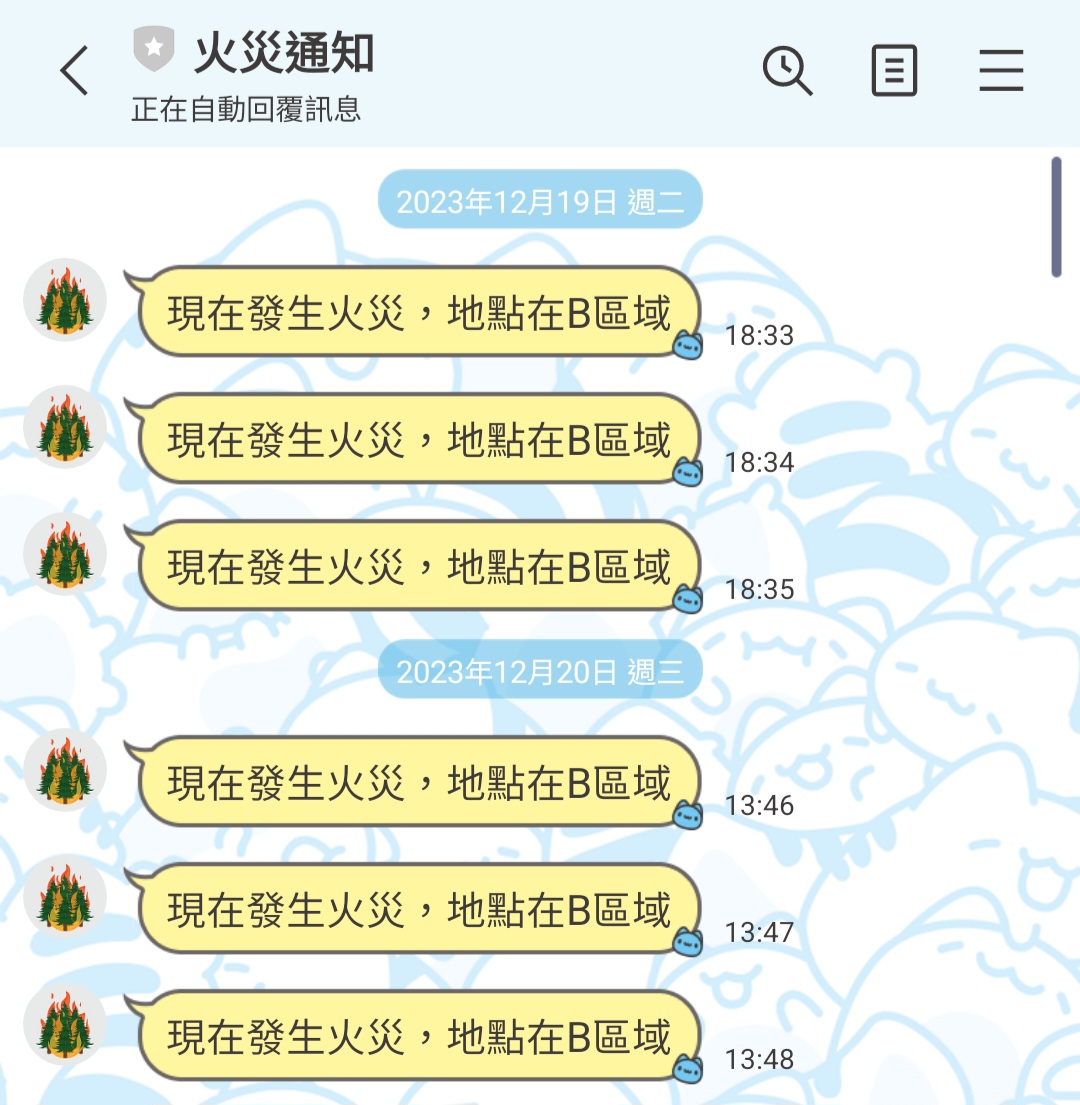 火災通知
正在自動回覆訊息
2023年12月19日 週二
現在發生火災，地點在B區域
18:33
現在發生火災，地點在B區域
18:34
現在發生火災，地點在B區域
18:35
2023年12月20日 週三
現在發生火災，地點在B區域
13:46
現在發生火災，地點在B區域
13:47
現在發生火災，地點在B區域
13:48